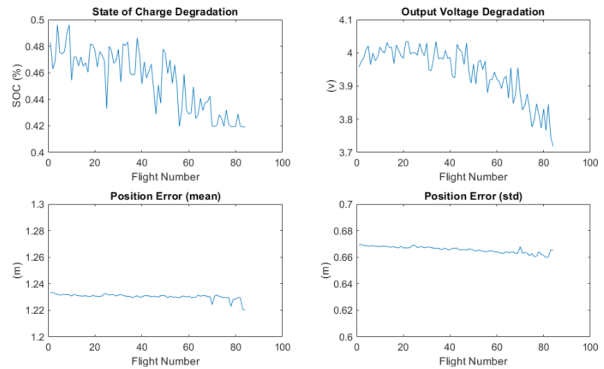 State of Charge Degradation
0.5
0.48
0.46
0.44
0.42
0.4
SOC (%)
0 20 40 60 80 100
Flight Number
Output Voltage Degradation
4.1
4
3.9
3.8
3.7
(v)
0 20 40 60 80 100
Flight Number
Position Error (mean)
1.3
1.28
1.26
1.24
1.22
1.2
(m)
0 20 40 60 80 100
Flight Number
Position Error (std)
0.7
0.68
0.66
0.64
0.62
0.6
(m)
0 20 40 60 80 100
Flight Number